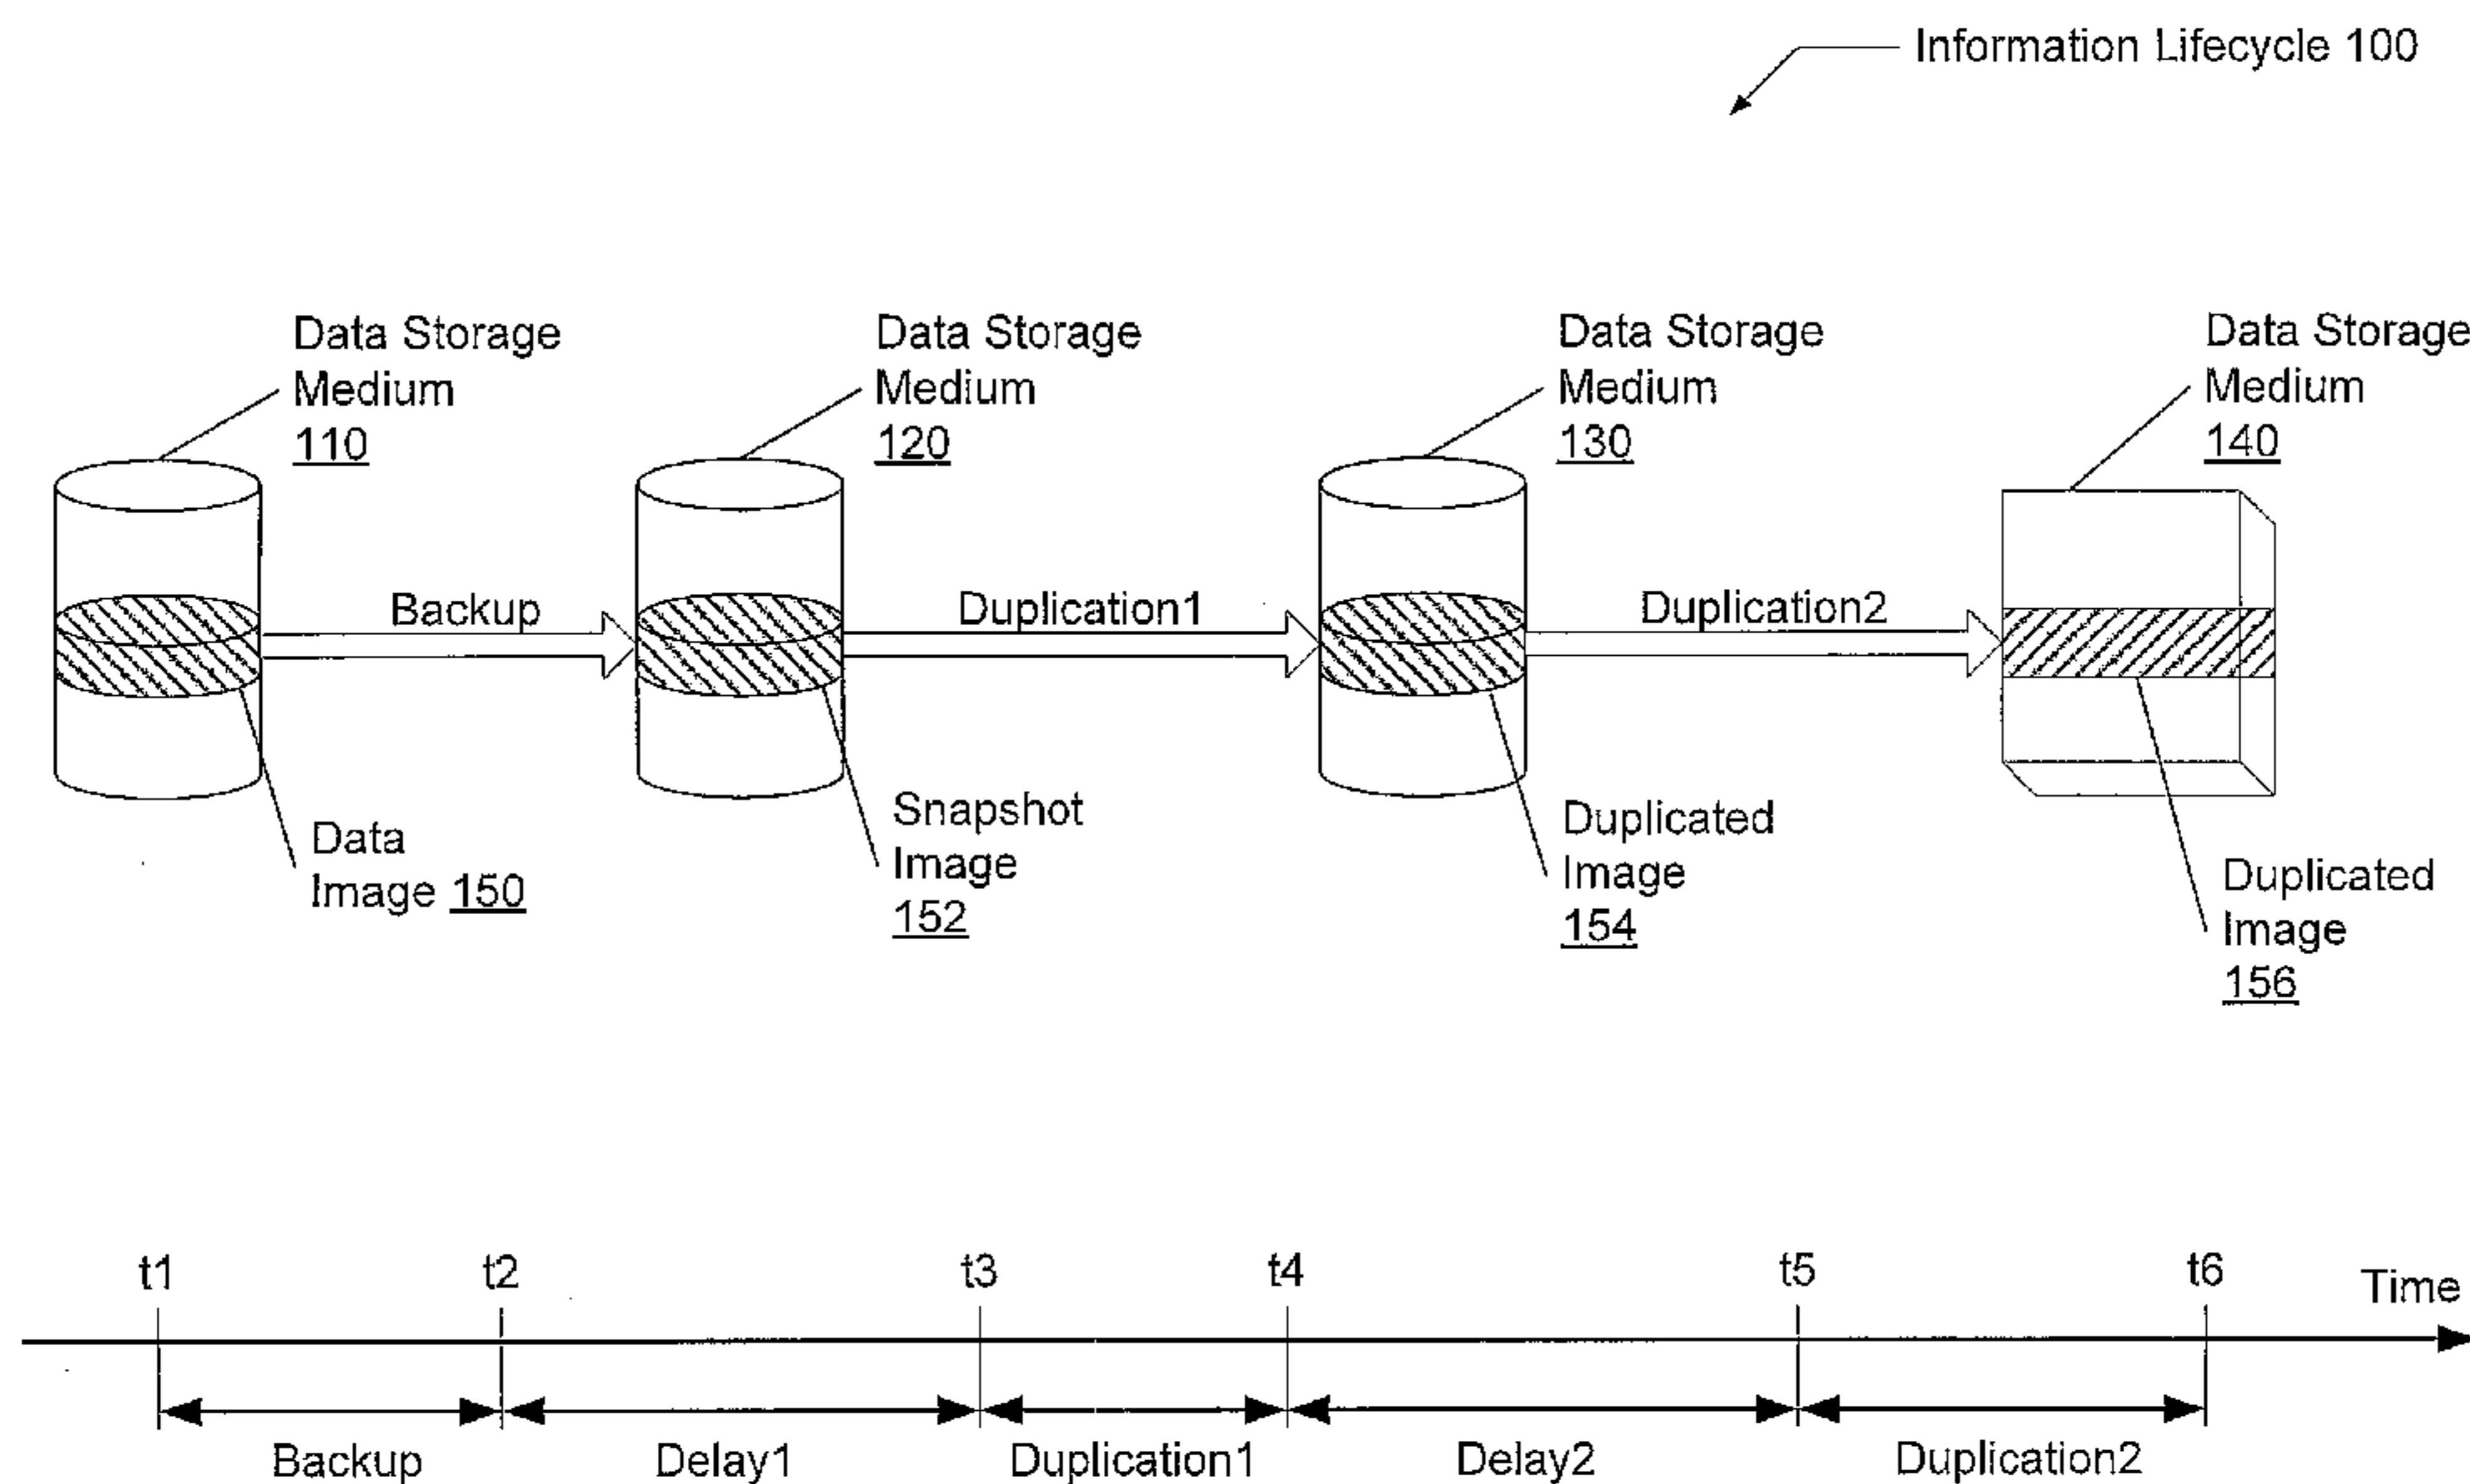 Information Lifecycle 100
Data Storage
Medium
110
Data Storage
Medium
120
Data Storage
Medium
130
Data Storage
Medium
140
Backup
Duplication1
Duplication2
Data
Image 150
Snapshot
Image
152
Duplicated
Image
154
Duplicated
Image
156
t1 t2 t3 t4 t5 t6 Time
Backup Delay1 Duplication1 Delay2 Duplication2